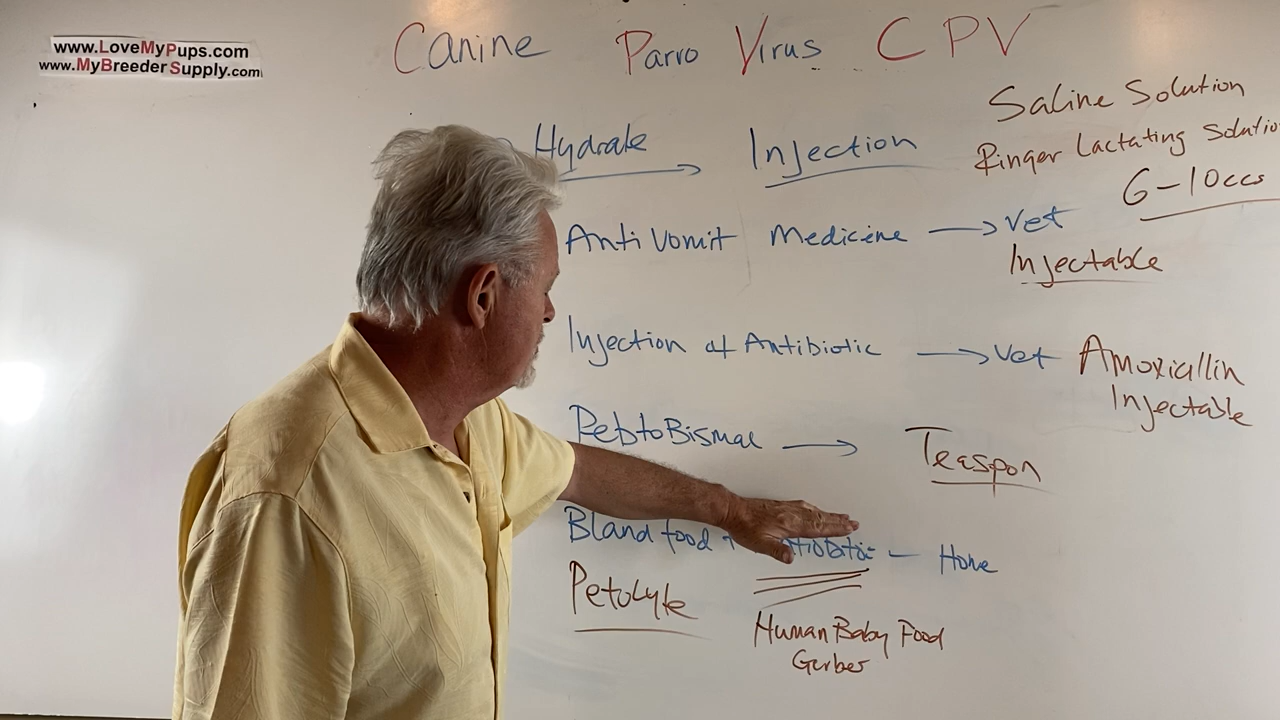 www.LoveMyPups.com
www.MyBreederSupply.com
Canine Parvo Virus CPV
Hydrate Injection Saline Solution
Ringer Lactating Solutio
6-10ccs
Anti Vomit Medicine → Vet
Injectable
Injection of Antibiotic → Vet Amoxicallin
Injectable
PebtoBismal → Teaspon
Bland food - Home
Petolyte
Human Baby Food
Gerber